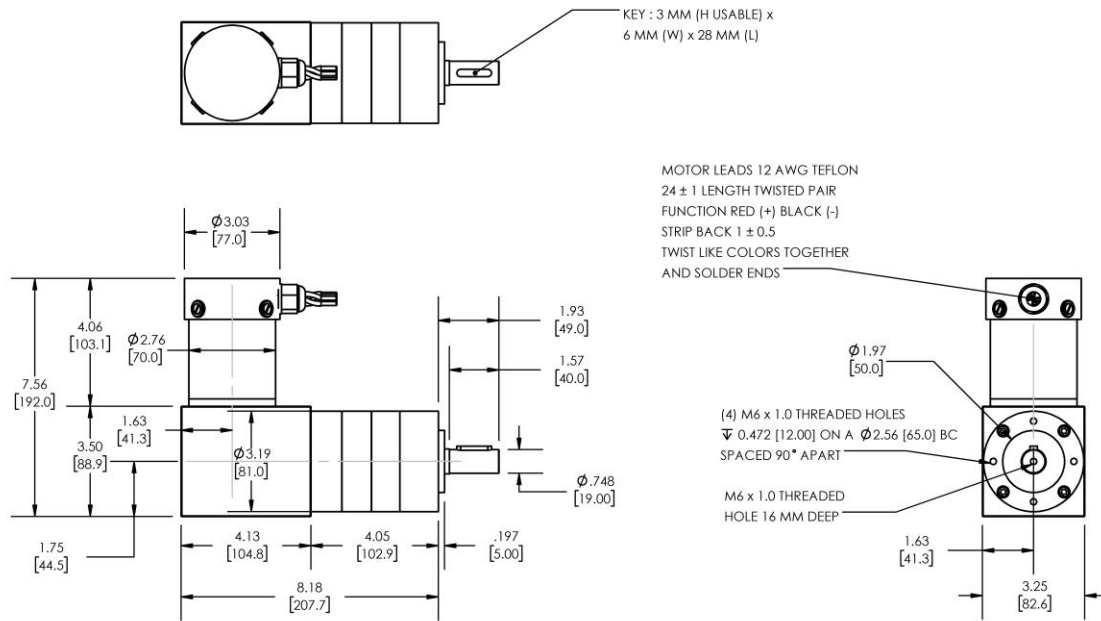 KEY : 3 MM (H USABLE) x
6 MM (W) x 28 MM (L)
MOTOR LEADS 12 AWG TEFLON
24 ± 1 LENGTH TWISTED PAIR
FUNCTION RED (+) BLACK (-)
STRIP BACK 1 ± 0.5
TWIST LIKE COLORS TOGETHER
AND SOLDER ENDS
Ø3.03
[77.0]
4.06
[103.1]
Ø2.76
[70.0]
7.56
[192.0]
3.50
[88.9]
1.63
[41.3]
Ø3.19
[81.0]
1.75
[44.5]
4.13
[104.8]
4.05
[102.9]
.197
[5.00]
8.18
[207.7]
1.93
[49.0]
1.57
[40.0]
Ø.748
[19.00]
Ø1.97
[50.0]
(4) M6 x 1.0 THREADED HOLES
↧ 0.472 [12.00] ON A Ø2.56 [65.0] BC
SPACED 90° APART
M6 x 1.0 THREADED
HOLE 16 MM DEEP
1.63
[41.3]
3.25
[82.6]